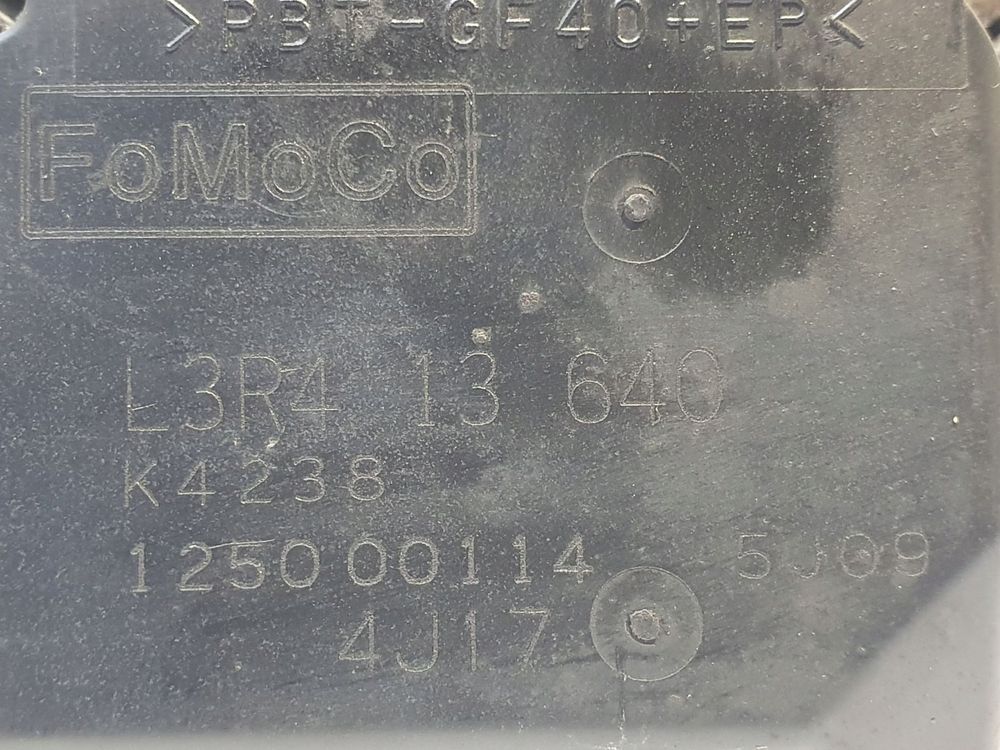 >PBT-GF40+EP<
FoMoCo
L3R4 13 640
K4238
125000114 5J09
4J17